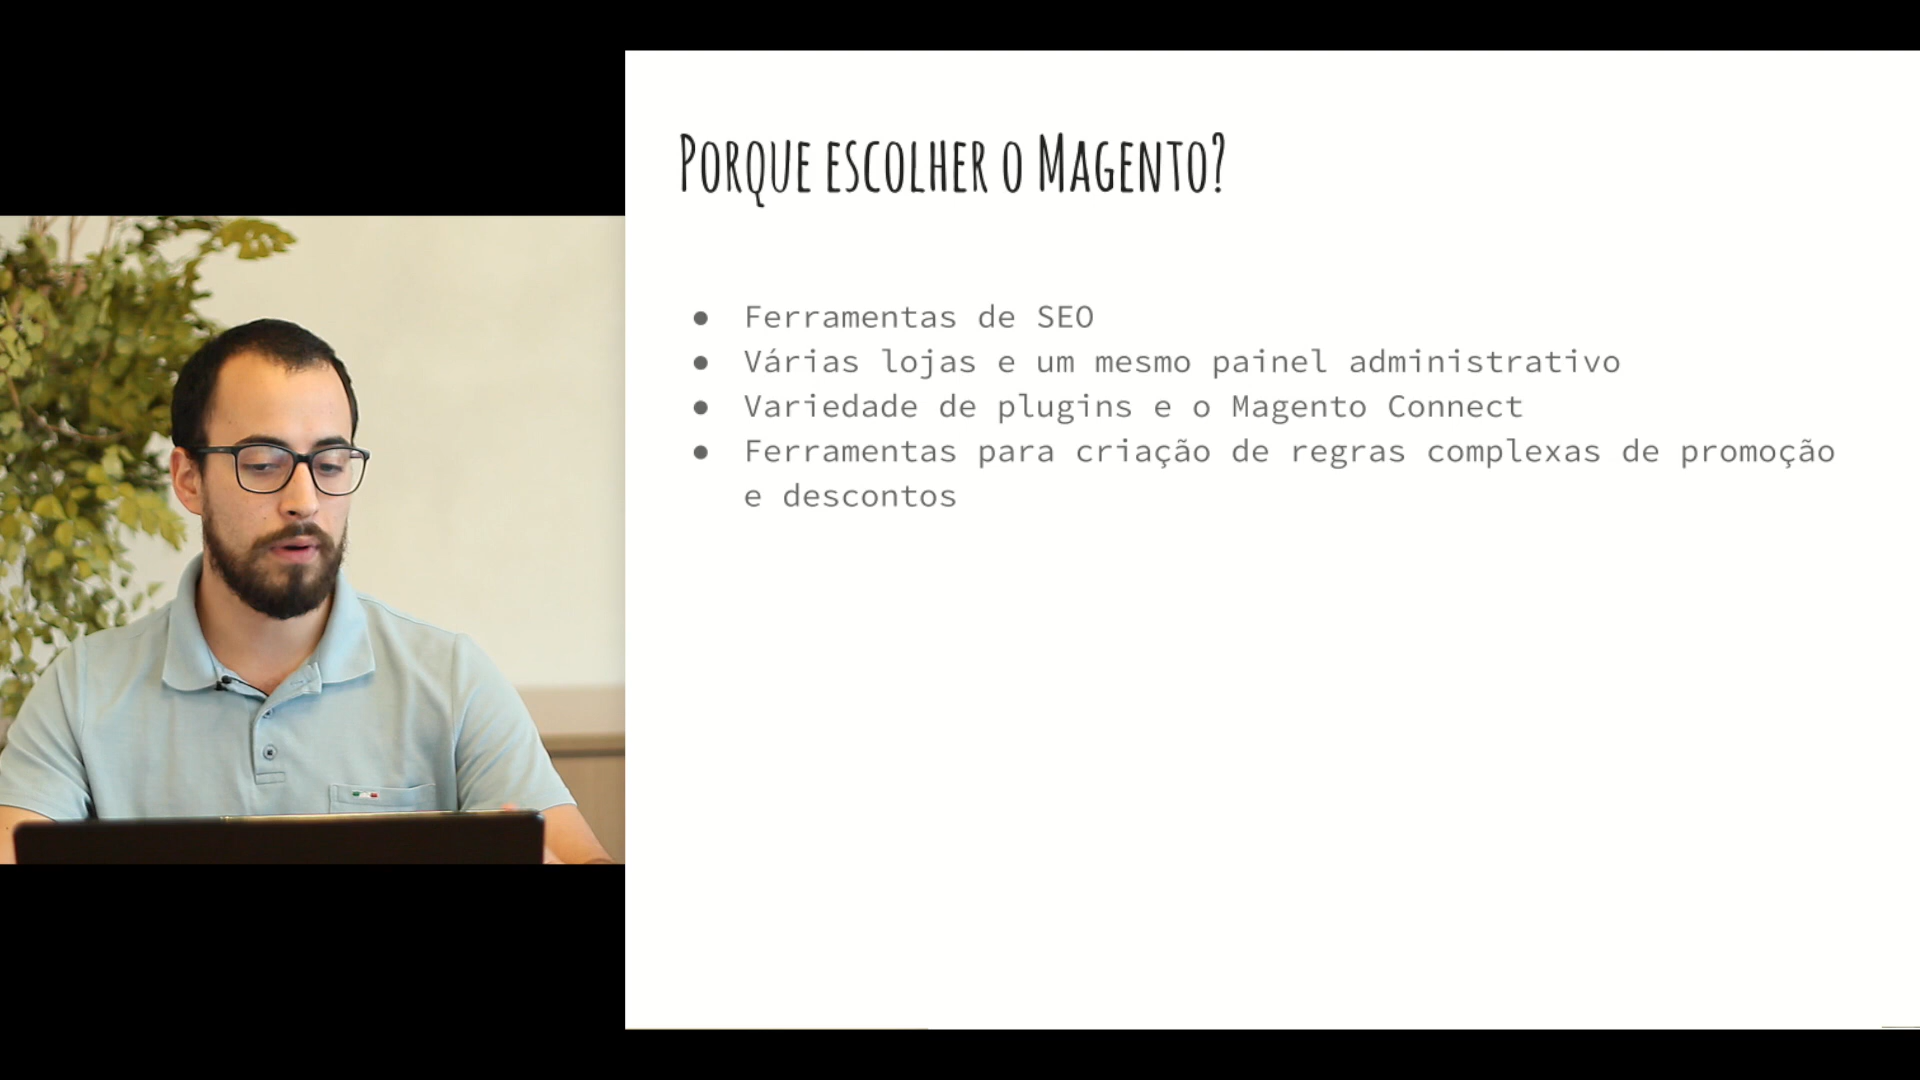 Porque escolher o Magento?
● Ferramentas de SEO
● Várias lojas e um mesmo painel administrativo
● Variedade de plugins e o Magento Connect
● Ferramentas para criação de regras complexas de promoção
e descontos